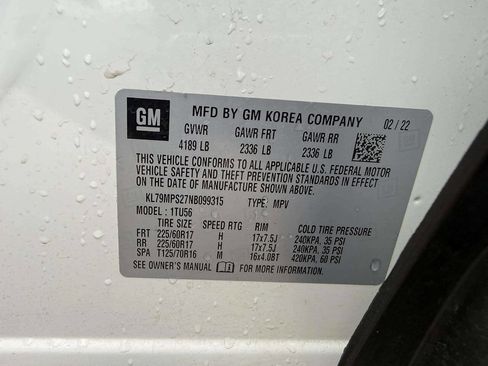 GM MFD BY GM KOREA COMPANY 02/22
GVWR GAWR FRT GAWR RR
4189 LB 2336 LB 2336 LB
THIS VEHICLE CONFORMS TO ALL APPLICABLE U.S. FEDERAL MOTOR
VEHICLE SAFETY AND THEFT PREVENTION STANDARDS IN EFFECT
ON THE DATE OF MANUFACTURE SHOWN ABOVE.
KL79MPS27NB099315 TYPE: MPV
MODEL: 1TU56
TIRE SIZE SPEED RTG RIM COLD TIRE PRESSURE
FRT 225/60R17 H 17x7.5J 240KPA, 35 PSI
RR 225/60R17 H 17x7.5J 240KPA, 35 PSI
SPA T125/70R16 M 16x4.0BT 420KPA, 60 PSI
SEE OWNER'S MANUAL FOR MORE INFORMATION.